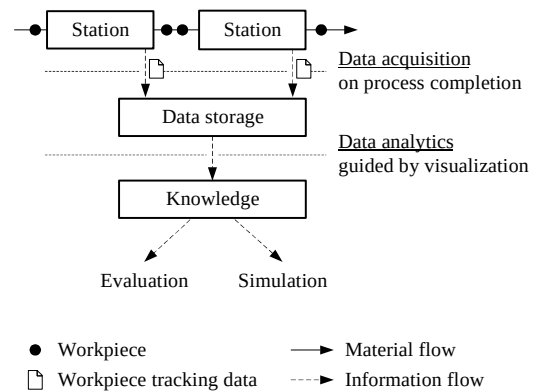 Station
Station
Data acquisition
on process completion
Data storage
Data analytics
guided by visualization
Knowledge
Evaluation
Simulation
Workpiece
Material flow
Workpiece tracking data
Information flow